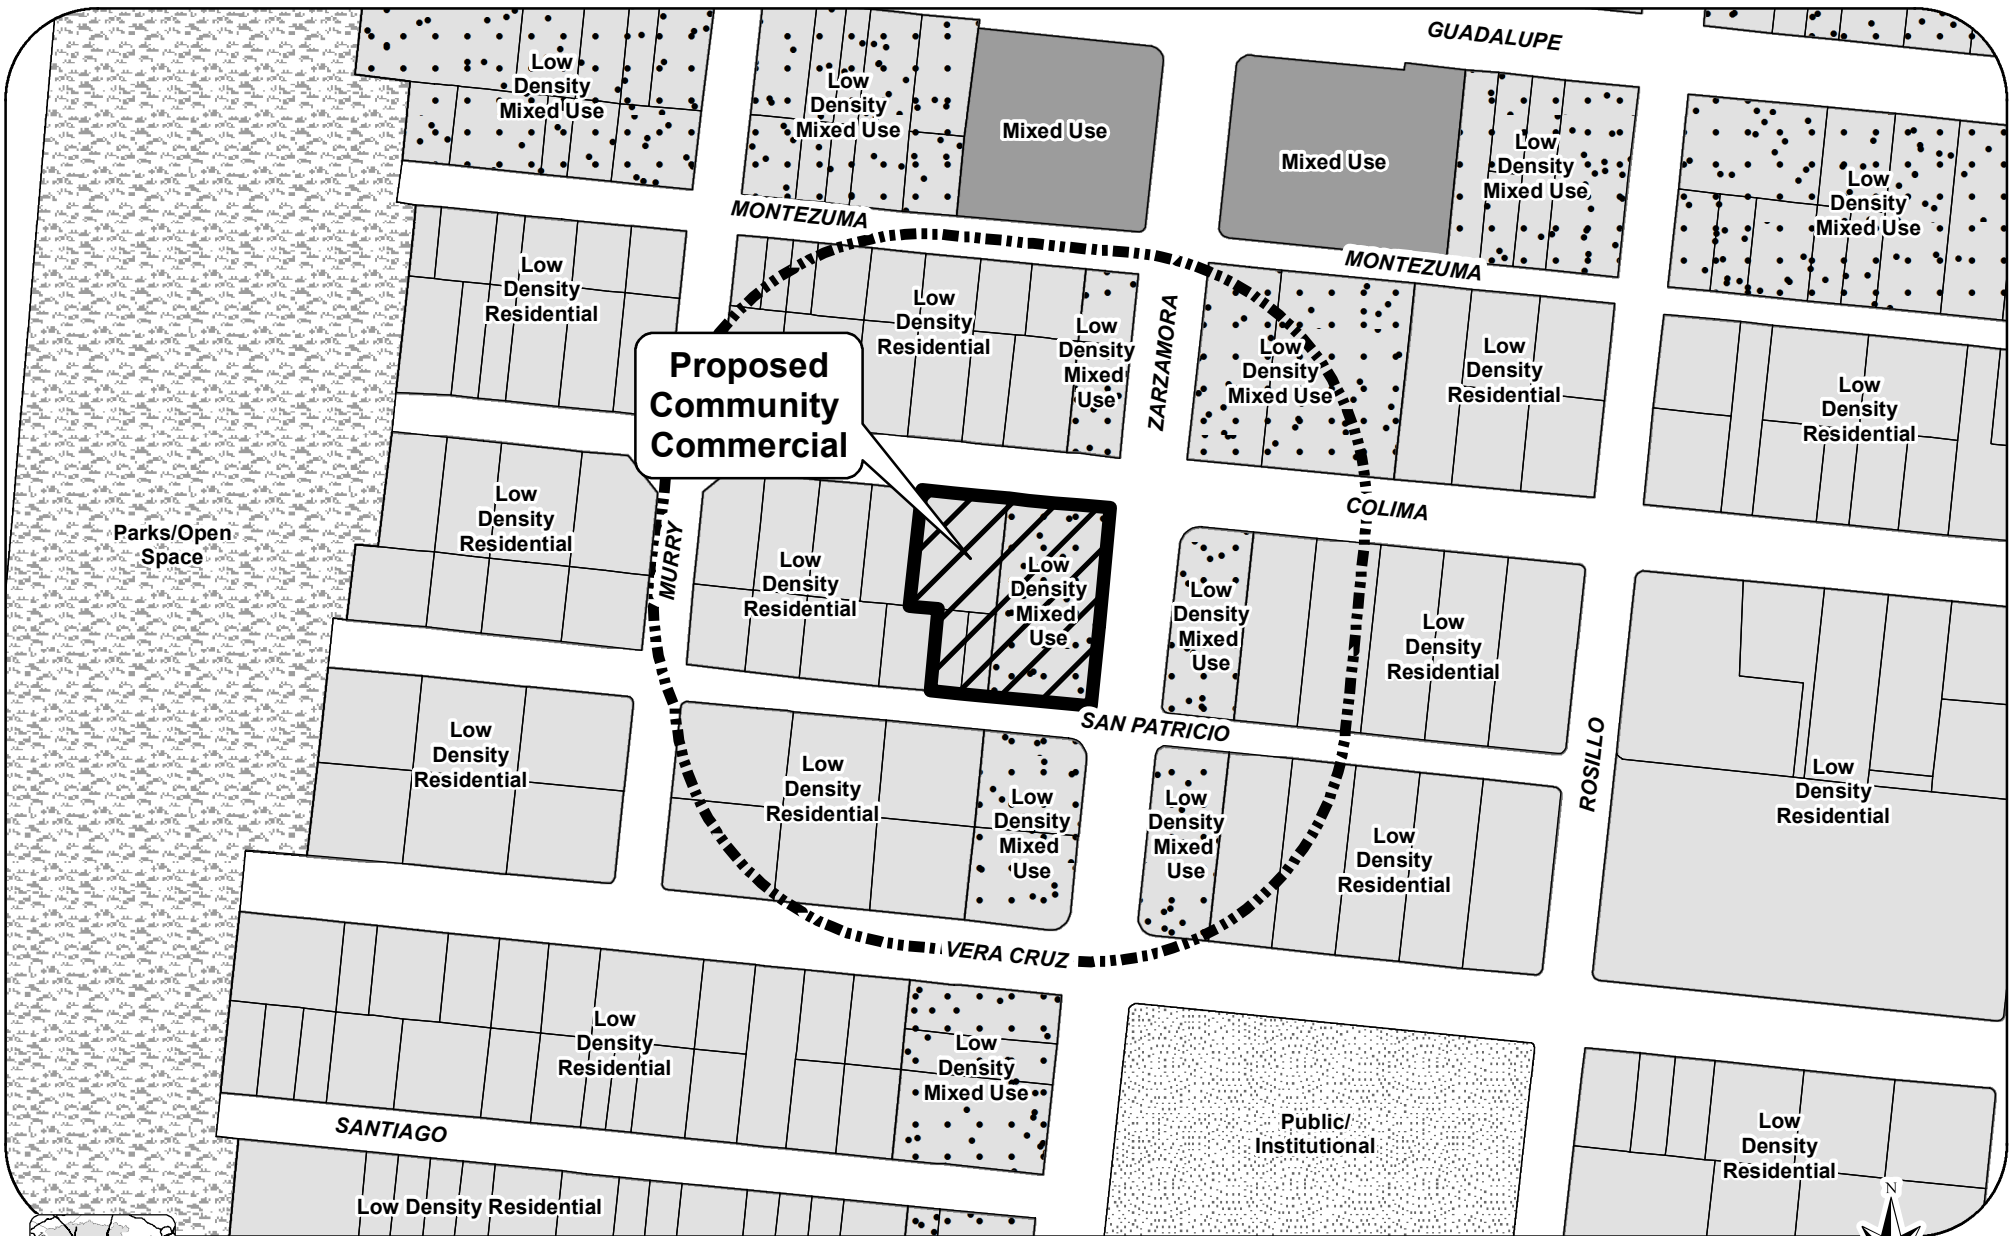 GUADALUPE
Low
Density
Mixed Use
Low
Density
Mixed Use
Mixed Use
Mixed Use
Low
Density
Mixed Use
Low
Density
Mixed Use
MONTEZUMA
MONTEZUMA
Low
Density
Residential
Low
Density
Residential
Low
Density
Mixed
Use
ZARZAMORA
Low
Density
Mixed Use
Low
Density
Residential
Low
Density
Residential
Proposed
Community
Commercial
COLIMA
Parks/Open
Space
Low
Density
Residential
MURRY
Low
Density
Residential
Low
Density
Mixed
Use
Low
Density
Mixed
Use
Low
Density
Residential
SAN PATRICIO
ROSILLO
Low
Density
Residential
Low
Density
Residential
Low
Density
Mixed
Use
Low
Density
Mixed
Use
Low
Density
Residential
Low
Density
Residential
VERA CRUZ
Low
Density
Residential
Low
Density
Mixed Use
Public/
Institutional
Low
Density
Residential
SANTIAGO
Low Density Residential
N